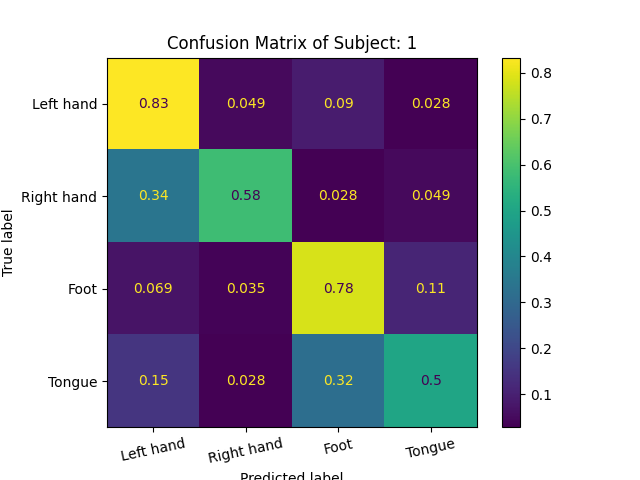 Confusion Matrix of Subject: 1
True label
Left hand 0.83 0.049 0.09 0.028
Right hand 0.34 0.58 0.028 0.049
Foot 0.069 0.035 0.78 0.11
Tongue 0.15 0.028 0.32 0.5
Left hand Right hand Foot Tongue
Predicted label
0.8
0.7
0.6
0.5
0.4
0.3
0.2
0.1